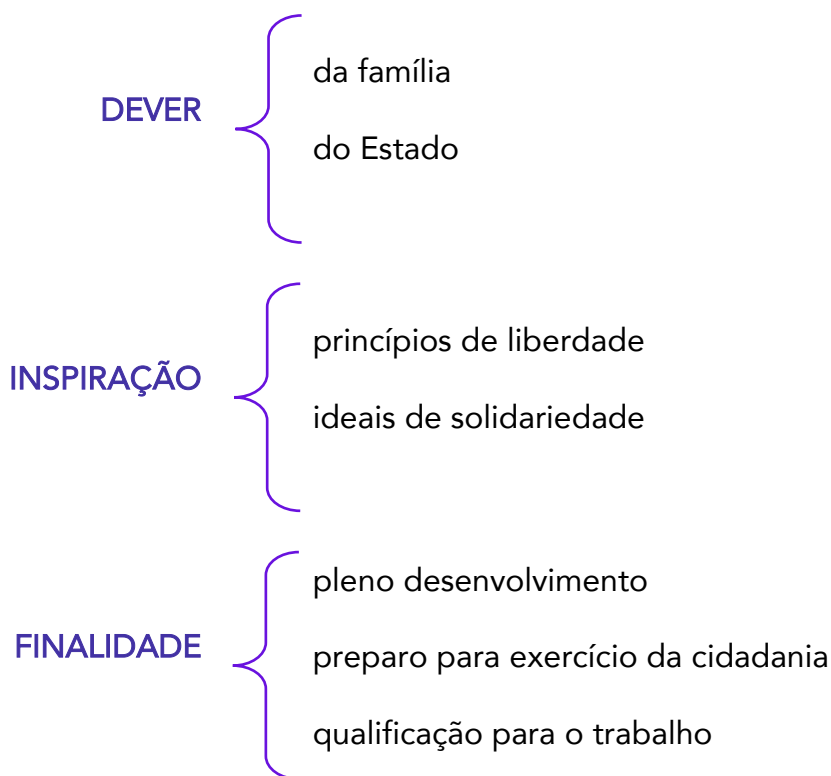 da família
DEVER
do Estado
princípios de liberdade
INSPIRAÇÃO
ideais de solidariedade
pleno desenvolvimento
FINALIDADE
preparo para exercício da cidadania
qualificação para o trabalho